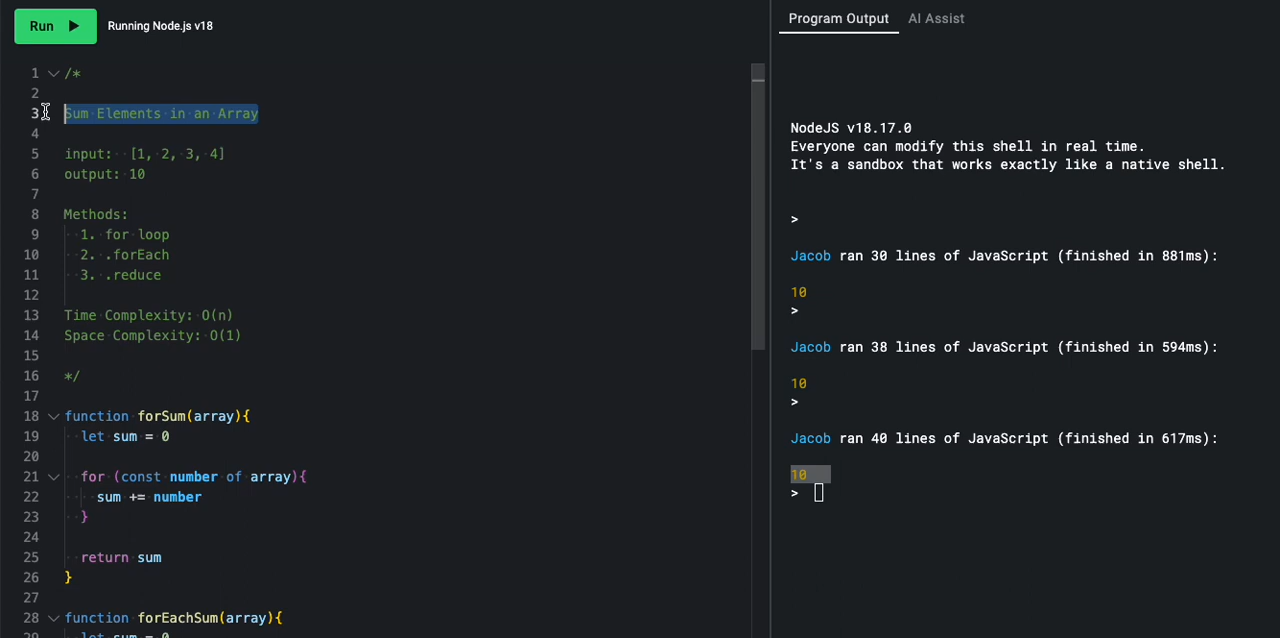 Run ▶ Running Node.js v18
1 /*
2
3 Sum Elements in an Array
4
5 input: [1, 2, 3, 4]
6 output: 10
7
8 Methods:
9 1. for loop
10 2. .forEach
11 3. .reduce
12
13 Time Complexity: O(n)
14 Space Complexity: O(1)
15
16 */
17
18 function forSum(array){
19 let sum = 0
20
21 for (const number of array){
22 sum += number
23 }
24
25 return sum
26 }
27
28 function forEachSum(array){
29 let sum = 0
Program Output AI Assist
NodeJS v18.17.0
Everyone can modify this shell in real time.
It's a sandbox that works exactly like a native shell.
>
Jacob ran 30 lines of JavaScript (finished in 881ms):
10
>
Jacob ran 38 lines of JavaScript (finished in 594ms):
10
>
Jacob ran 40 lines of JavaScript (finished in 617ms):
10
>